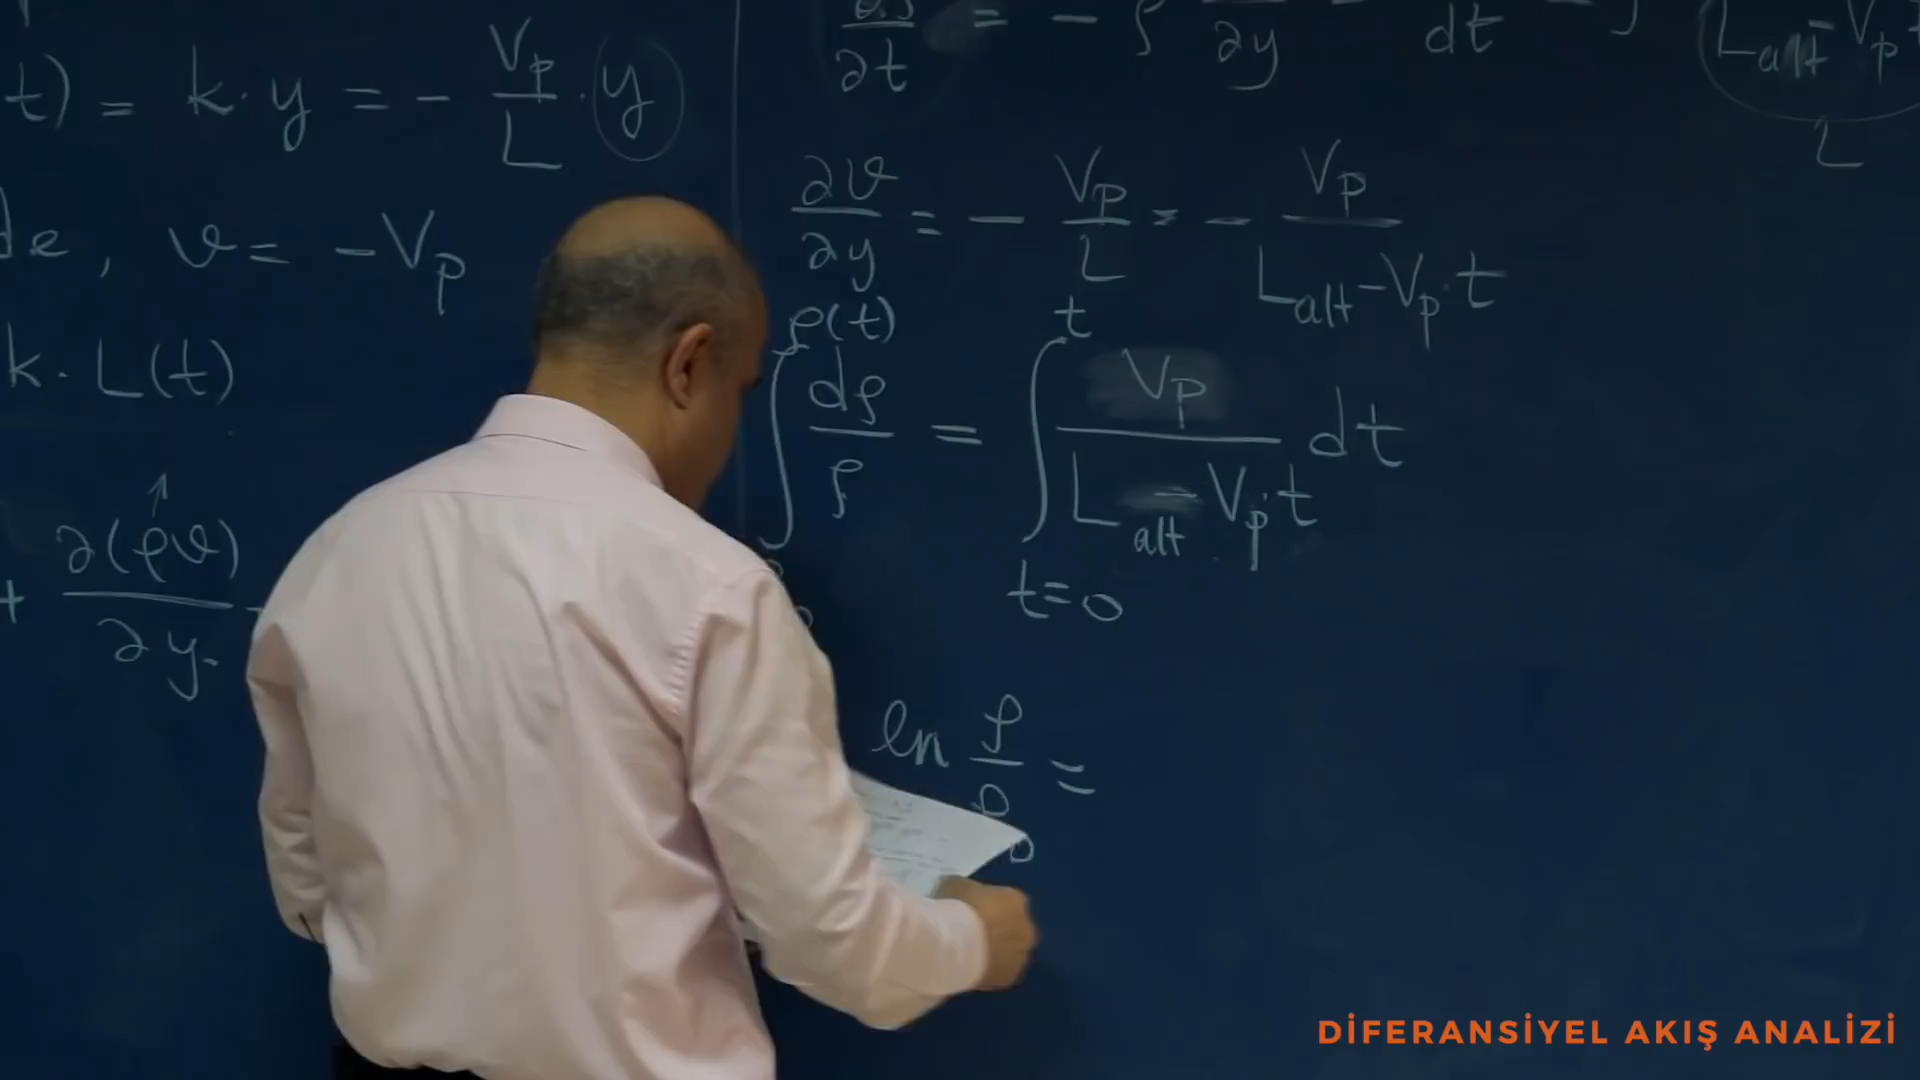 t) = k · y = - Vp/L · y
de, v = -Vp
k · L(t)
+ ∂(ρv)/∂y
∂t = - ρ ∂y dt Lalt - Vp t
L
∂v/∂y = - Vp/L = - Vp/(Lalt - Vp·t)
ρ(t) t
∫ dρ/ρ = ∫ Vp/(Lalt - Vp·t) dt
t=0
ln ρ/ρ0 =
DİFERANSİYEL AKIŞ ANALİZİ